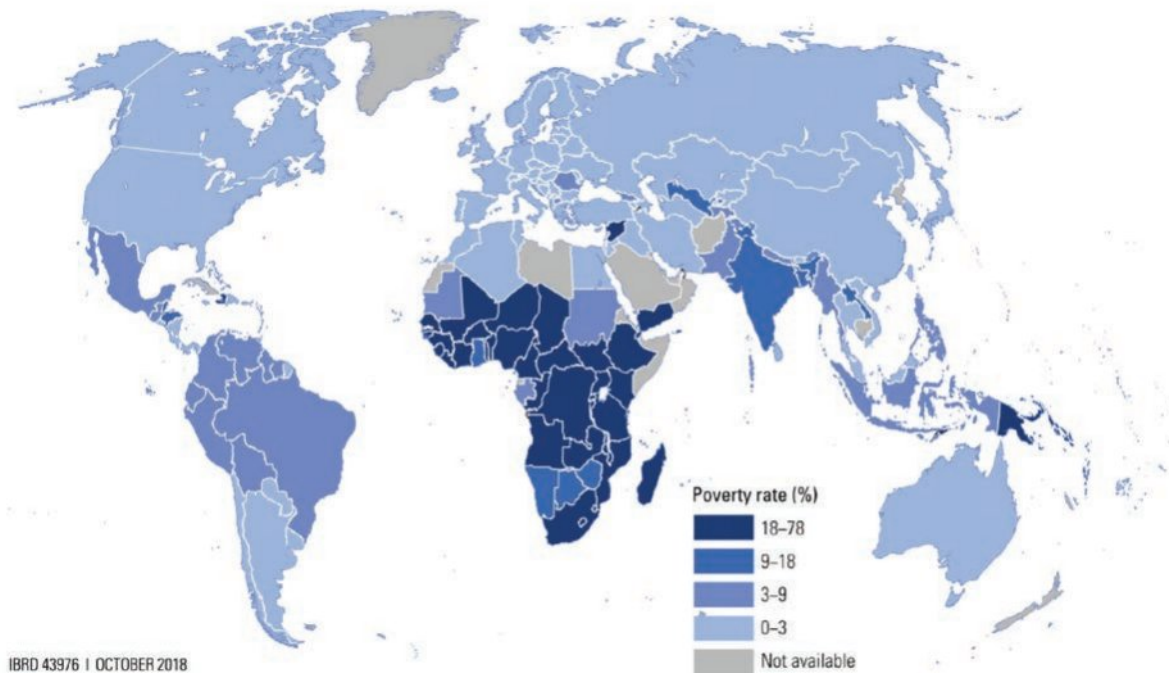 Poverty rate (%)
18–78
9–18
3–9
0–3
Not available
IBRD 43976 | OCTOBER 2018